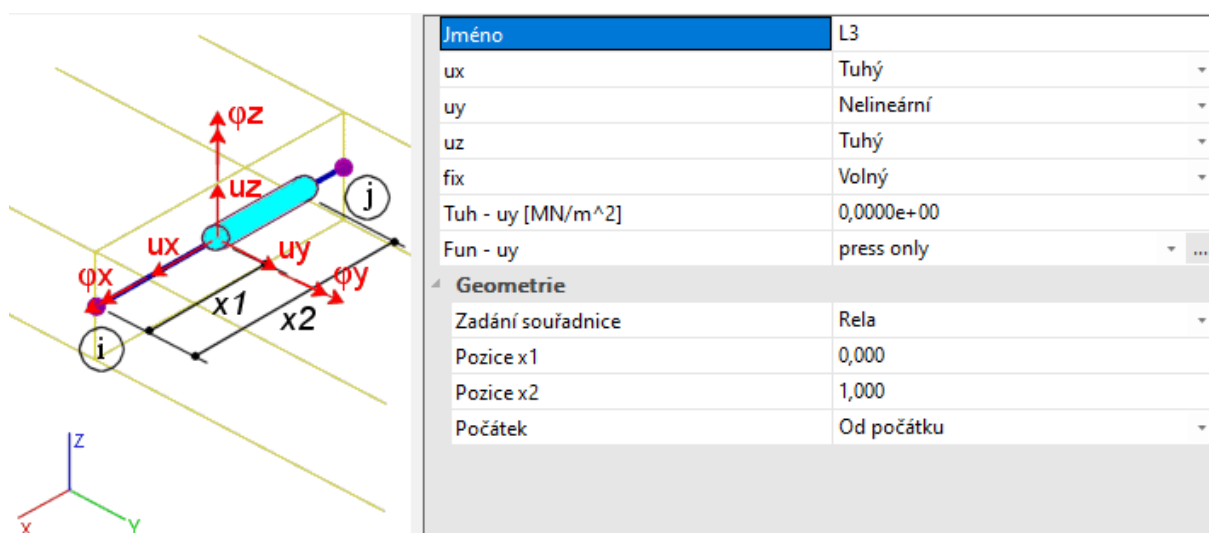 φz
uz
j
ux
uy
φx
φy
x1
x2
i
Z
X
Y
Jméno L3
ux Tuhý
uy Nelineární
uz Tuhý
fix Volný
Tuh - uy [MN/m^2] 0,0000e+00
Fun - uy press only ...
Geometrie
Zadání souřadnice Rela
Pozice x1 0,000
Pozice x2 1,000
Počátek Od počátku